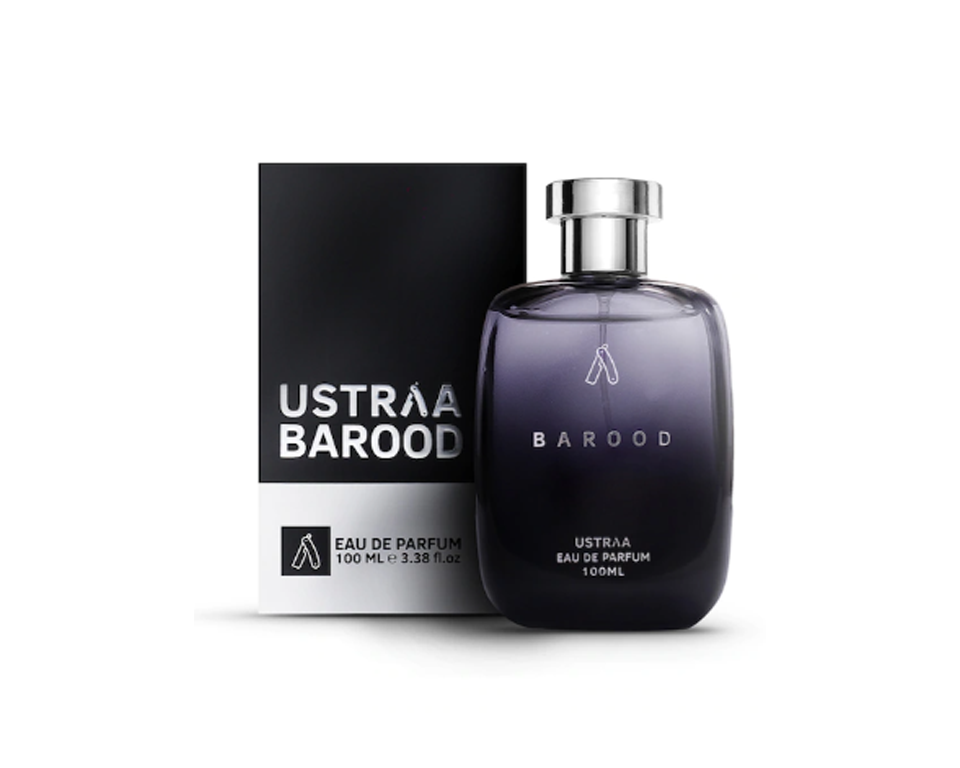 USTRAA
BAROOD
EAU DE PARFUM
100 ML ℮ 3.38 fl.oz
BAROOD
USTRAA
EAU DE PARFUM
100ML